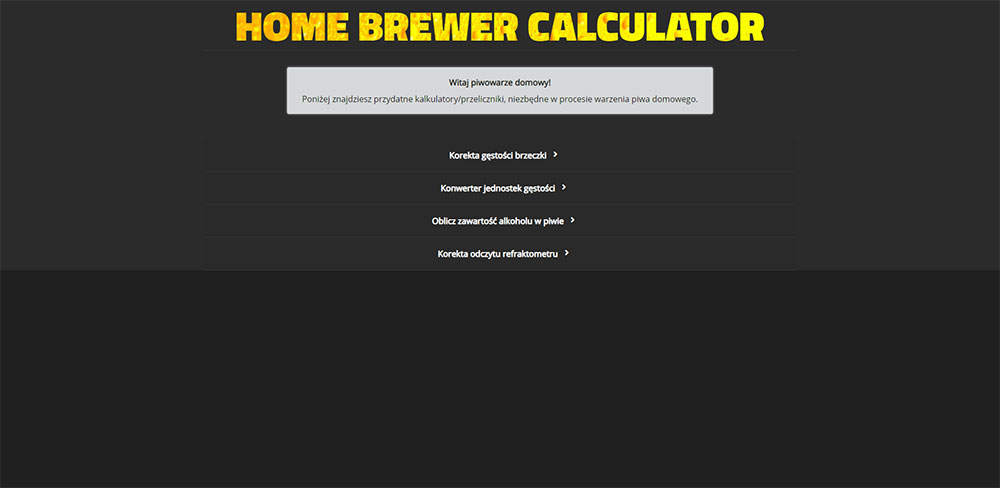 HOME BREWER CALCULATOR
Witaj piwowarze domowy!
Poniżej znajdziesz przydatne kalkulatory/przeliczniki, niezbędne w procesie warzenia piwa domowego.
Korekta gęstości brzeczki
Konwerter jednostek gęstości
Oblicz zawartość alkoholu w piwie
Korekta odczytu refraktometru